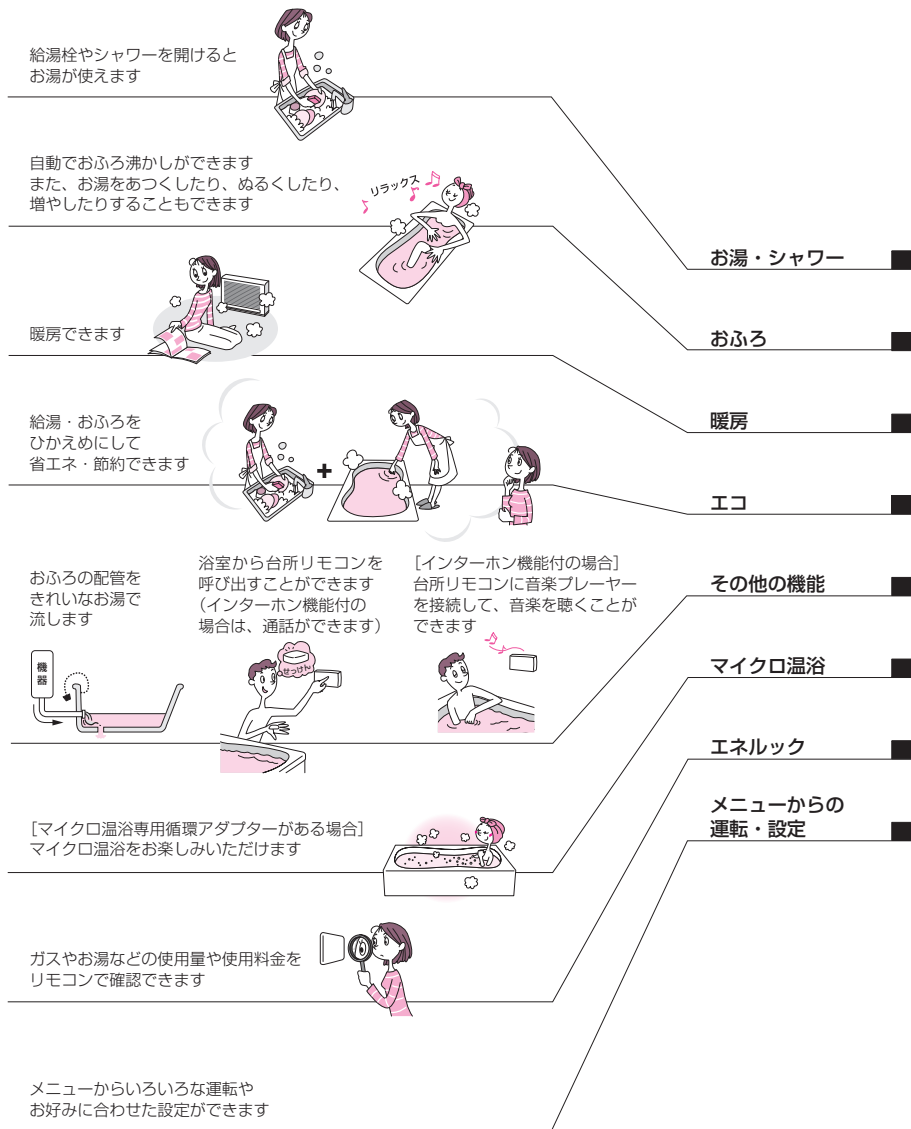 給湯栓やシャワーを開けると
お湯が使えます
自動でおふろ沸かしができます
また、お湯をあつくしたり、ぬるくしたり、
増やしたりすることもできます
リラックス
お湯・シャワー
おふろ
暖房できます
暖房
給湯・おふろを
ひかえめにして
省エネ・節約できます
+
エコ
おふろの配管を
きれいなお湯で
流します
機器
浴室から台所リモコンを
呼び出すことができます
(インターホン機能付の
場合は、通話ができます)
せっけん
[インターホン機能付の場合]
台所リモコンに音楽プレーヤー
を接続して、音楽を聴くことが
できます
その他の機能
マイクロ温浴
エネルック
メニューからの
運転・設定
[マイクロ温浴専用循環アダプターがある場合]
マイクロ温浴をお楽しみいただけます
ガスやお湯などの使用量や使用料金を
リモコンで確認できます
メニューからいろいろな運転や
お好みに合わせた設定ができます